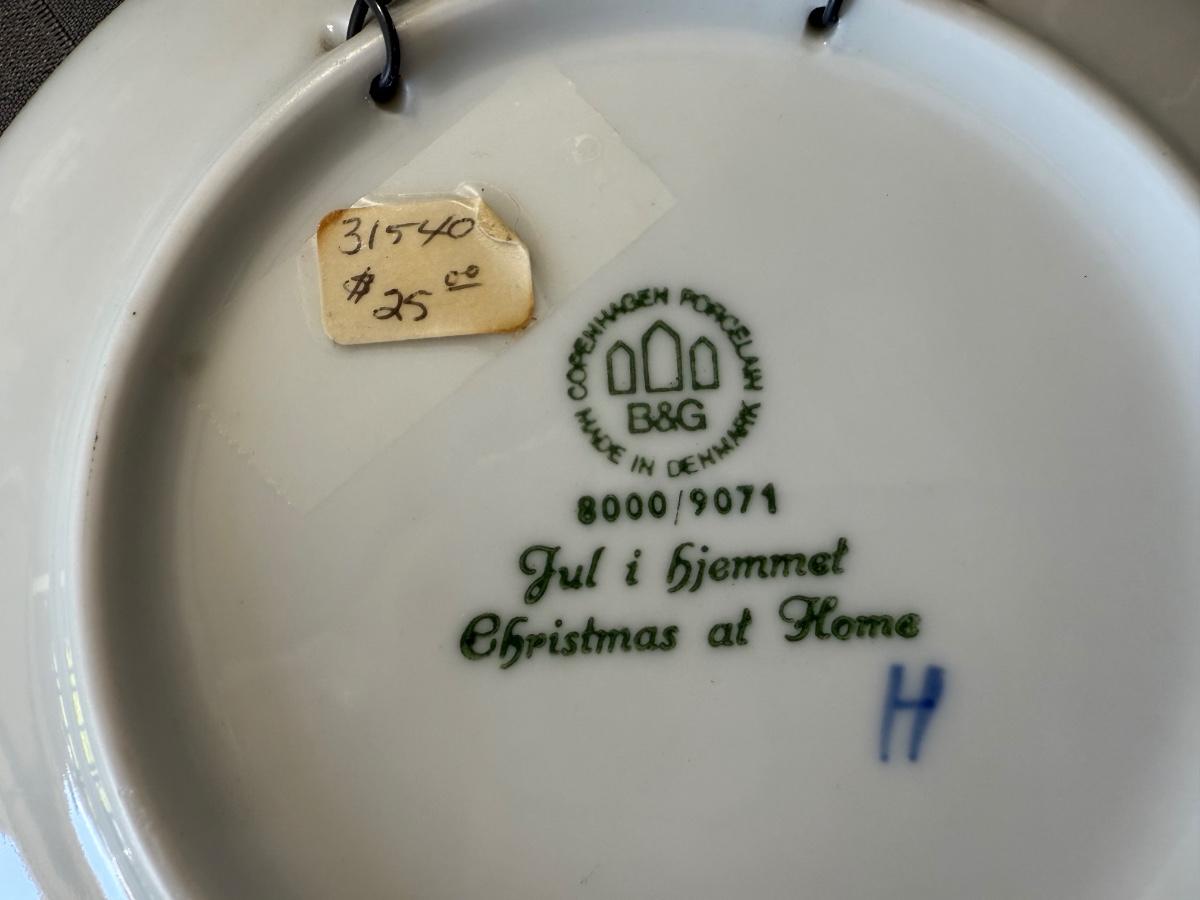 31540
$25.00
COPENHAGEN PORCELAIN
B&G
MADE IN DENMARK
8000/9071
Jul i hjemmet
Christmas at Home
H